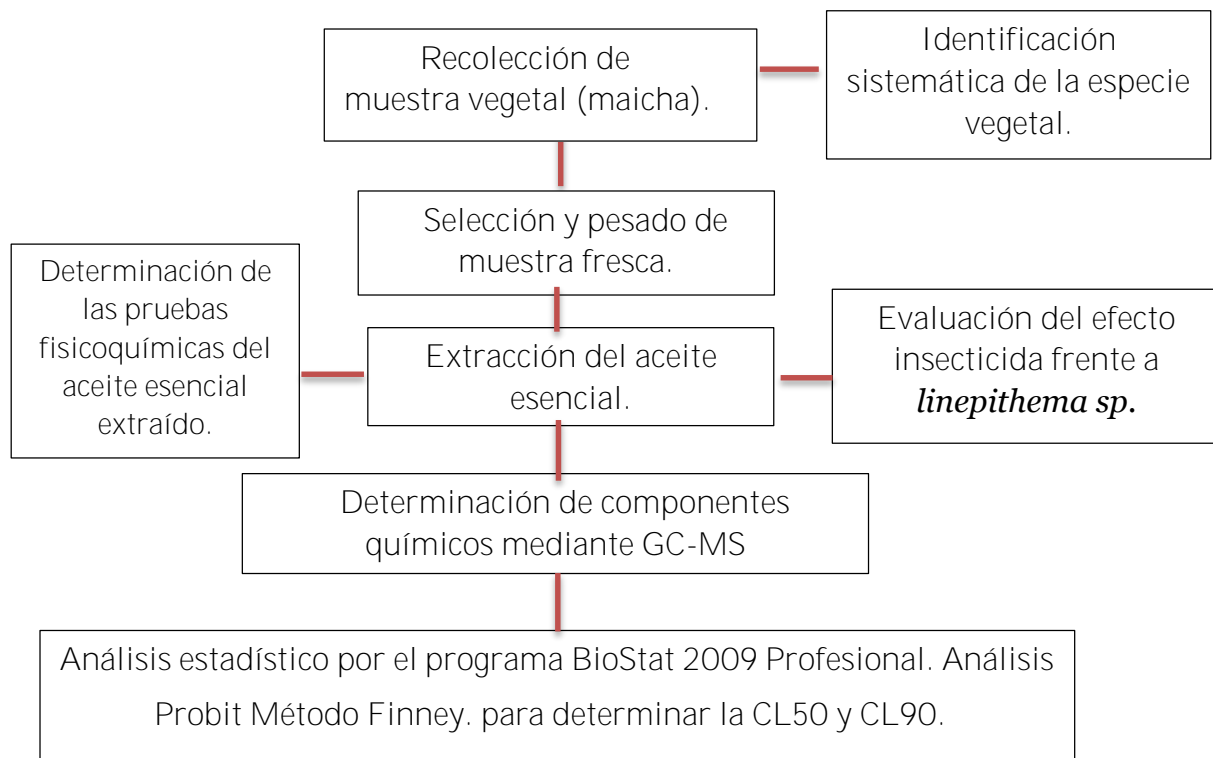 Recolección de
muestra vegetal (maicha).
Identificación
sistemática de la especie
vegetal.
Selección y pesado de
muestra fresca.
Determinación de
las pruebas
fisicoquímicas del
aceite esencial
extraído.
Extracción del aceite
esencial.
Evaluación del efecto
insecticida frente a
linepithema sp.
Determinación de componentes
químicos mediante GC-MS
Análisis estadístico por el programa BioStat 2009 Profesional. Análisis
Probit Método Finney. para determinar la CL50 y CL90.